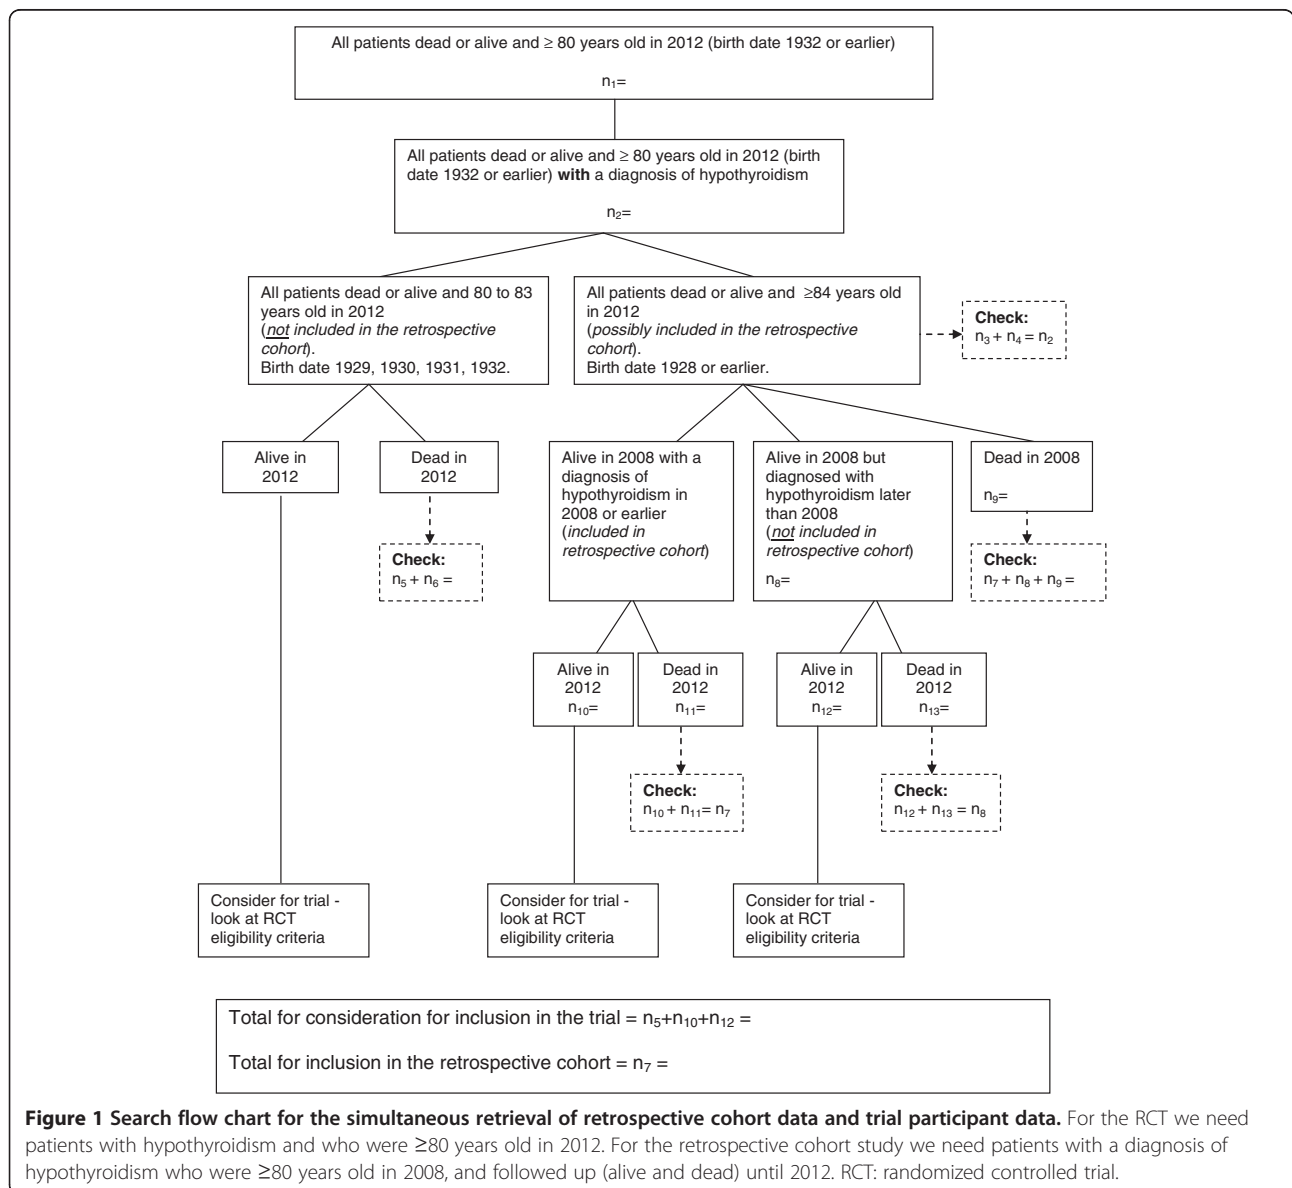 All patients dead or alive and ≥ 80 years old in 2012 (birth date 1932 or earlier)
n₁=
All patients dead or alive and ≥ 80 years old in 2012 (birth
date 1932 or earlier) with a diagnosis of hypothyroidism
n₂=
All patients dead or alive and 80 to 83
years old in 2012
(not included in the retrospective
cohort).
Birth date 1929, 1930, 1931, 1932.
All patients dead or alive and ≥84 years old
in 2012
(possibly included in the retrospective
cohort).
Birth date 1928 or earlier.
Check:
n₃ + n₄ = n₂
Alive in
2012
Dead in
2012
Check:
n₅ + n₆ =
Alive in 2008 with a
diagnosis of
hypothyroidism in
2008 or earlier
(included in
retrospective cohort)
Alive in 2008 but
diagnosed with
hypothyroidism later
than 2008
(not included in
retrospective cohort)
n₈=
Dead in 2008
n₉=
Check:
n₇ + n₈ + n₉ =
Alive in
2012
n₁₀=
Dead in
2012
n₁₁=
Alive in
2012
n₁₂=
Dead in
2012
n₁₃=
Check:
n₁₀ + n₁₁= n₇
Check:
n₁₂ + n₁₃ = n₈
Consider for trial -
look at RCT
eligibility criteria
Consider for trial -
look at RCT
eligibility criteria
Consider for trial -
look at RCT
eligibility criteria
Total for consideration for inclusion in the trial = n₅+n₁₀+n₁₂ =
Total for inclusion in the retrospective cohort = n₇ =
Figure 1 Search flow chart for the simultaneous retrieval of retrospective cohort data and trial participant data. For the RCT we need
patients with hypothyroidism and who were ≥80 years old in 2012. For the retrospective cohort study we need patients with a diagnosis of
hypothyroidism who were ≥80 years old in 2008, and followed up (alive and dead) until 2012. RCT: randomized controlled trial.